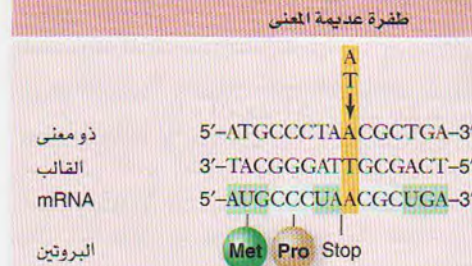 طفرة عديمة المعنى
A
T
ذو معنى 5′–ATGCCCTAACGCTGA–3′
القالب 3′–TACGGGATTGCGACT–5′
mRNA 5′–AUGCCCUAACGCUGA–3′
البروتين Met Pro Stop